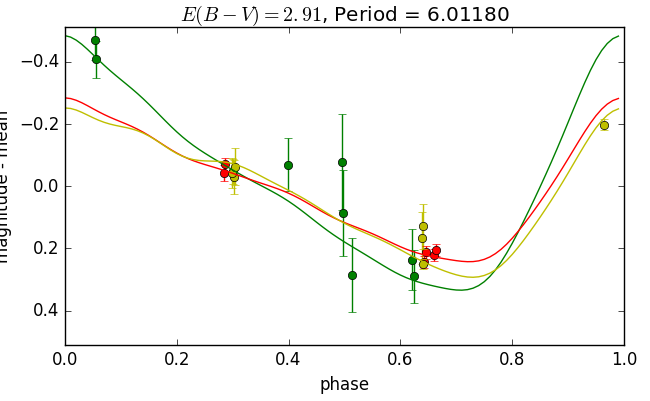 E(B − V) = 2.91, Period = 6.01180
magnitude - mean
−0.4
−0.2
0.0
0.2
0.4
0.0 0.2 0.4 0.6 0.8 1.0
phase